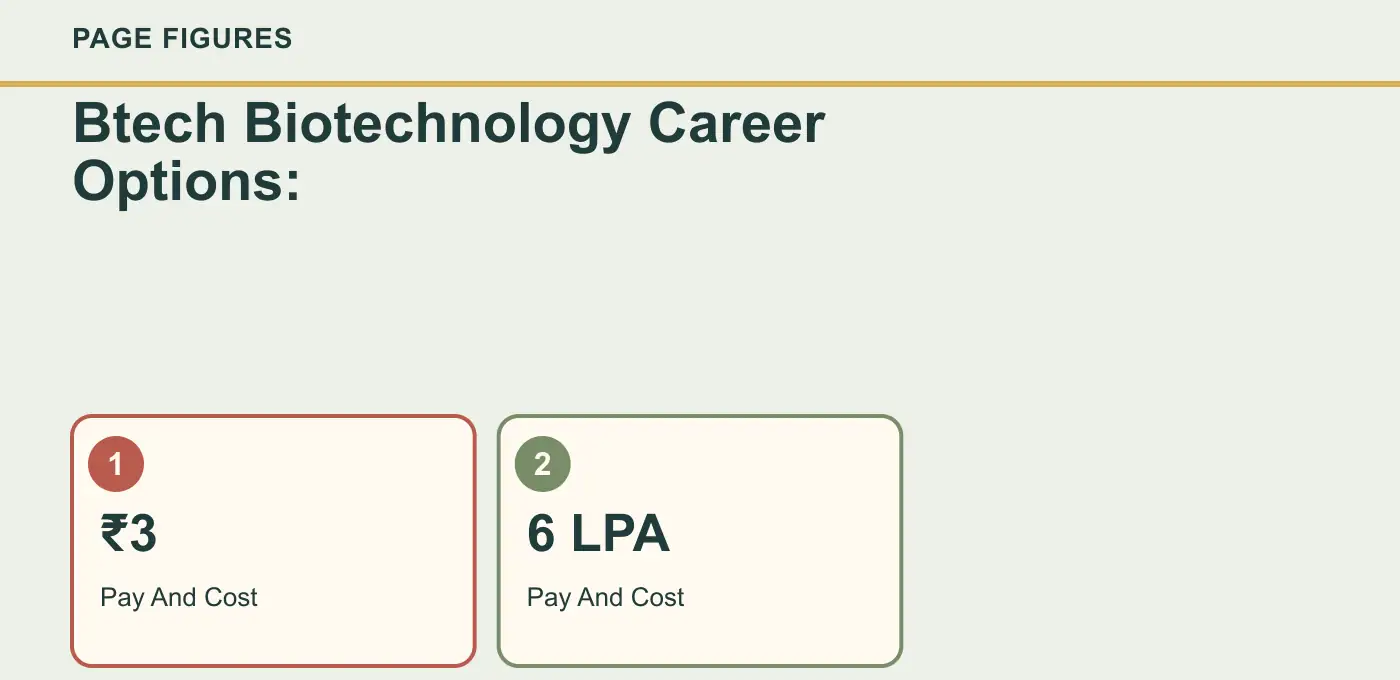 PAGE FIGURES
Btech Biotechnology Career
Options:
1
₹3
Pay And Cost
2
6 LPA
Pay And Cost